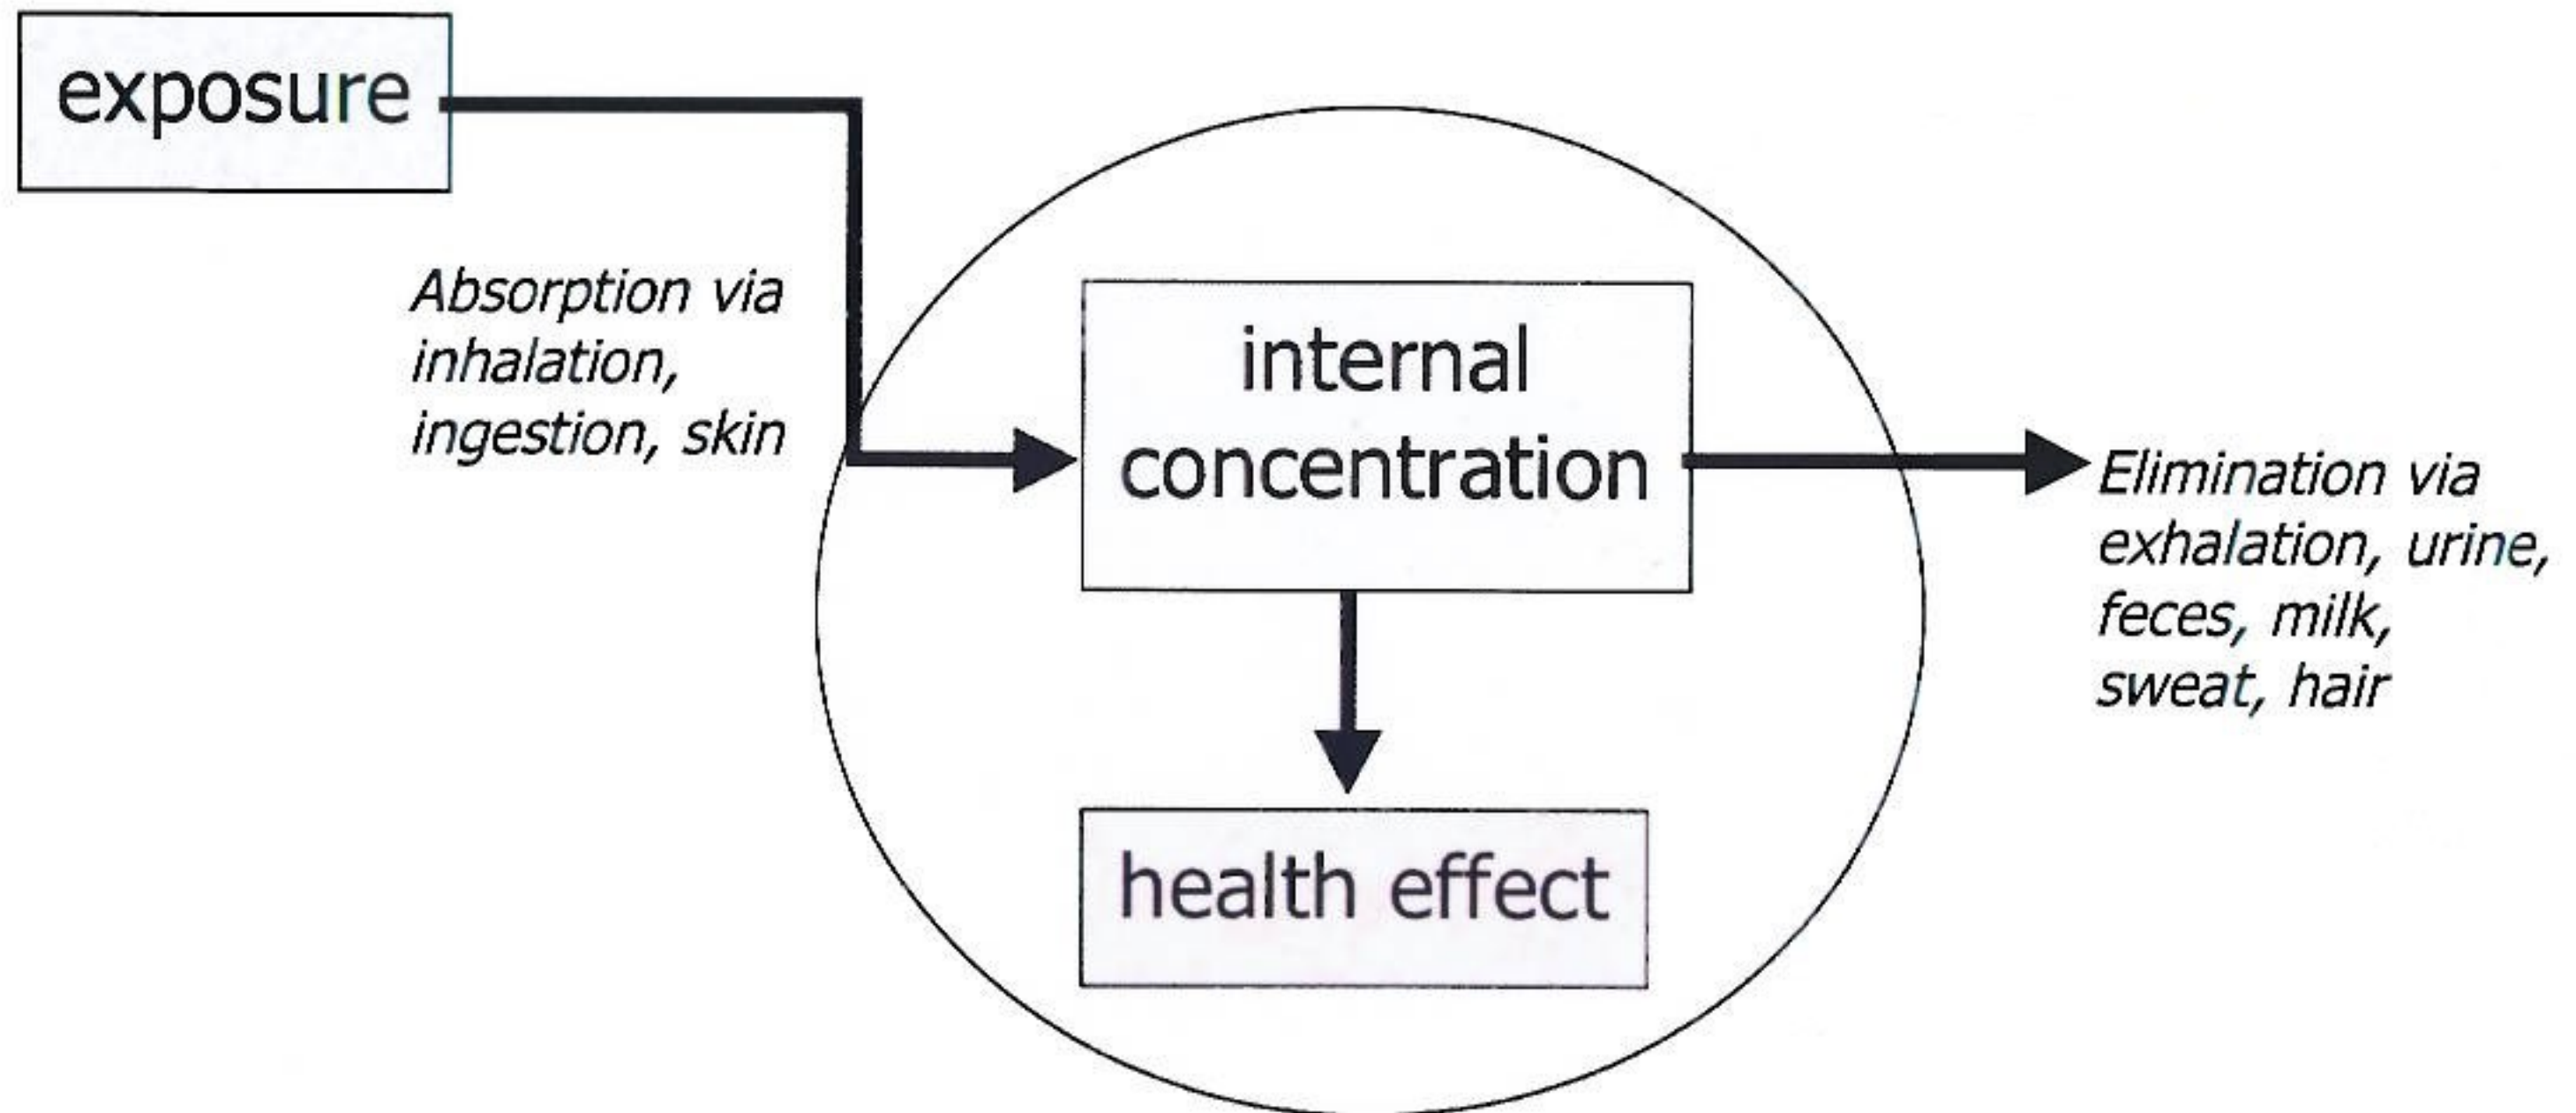 exposure
Absorption via
inhalation,
ingestion, skin
internal
concentration
Elimination via
exhalation, urine,
feces, milk,
sweat, hair
health effect